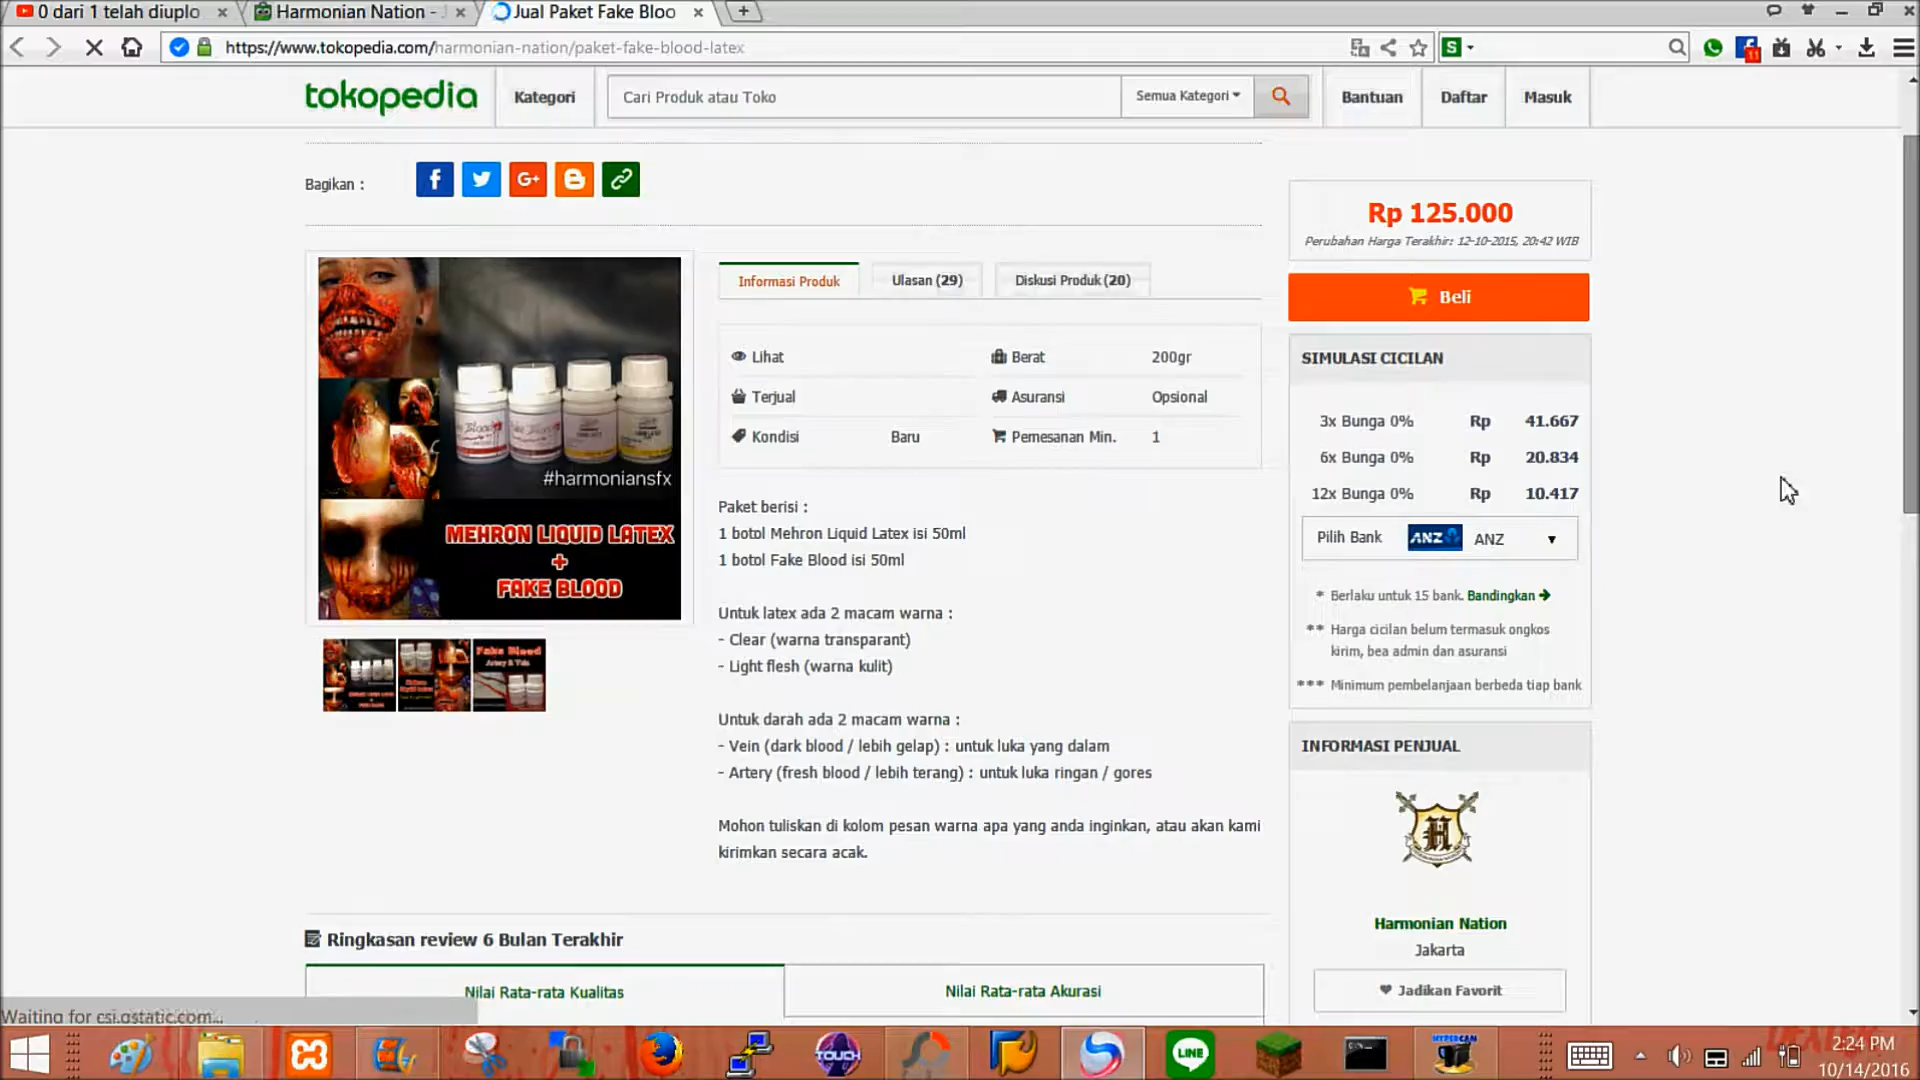 0 dari 1 telah diuplo
Harmonian Nation -
Jual Paket Fake Bloo
https://www.tokopedia.com/harmonian-nation/paket-fake-blood-latex
S
11
tokopedia
Kategori
Cari Produk atau Toko
Semua Kategori
Bantuan
Daftar
Masuk
Bagikan :
Rp 125.000
Perubahan Harga Terakhir: 12-10-2015, 20:42 WIB
Beli
Informasi Produk
Ulasan (29)
Diskusi Produk (20)
Lihat
Berat 200gr
Terjual
Asuransi Opsional
Kondisi Baru
Pemesanan Min. 1
#harmoniansfx
MEHRON LIQUID LATEX
+
FAKE BLOOD
Paket berisi :
1 botol Mehron Liquid Latex isi 50ml
1 botol Fake Blood isi 50ml
Untuk latex ada 2 macam warna :
- Clear (warna transparant)
- Light flesh (warna kulit)
Untuk darah ada 2 macam warna :
- Vein (dark blood / lebih gelap) : untuk luka yang dalam
- Artery (fresh blood / lebih terang) : untuk luka ringan / gores
Mohon tuliskan di kolom pesan warna apa yang anda inginkan, atau akan kami
kirimkan secara acak.
SIMULASI CICILAN
3x Bunga 0% Rp 41.667
6x Bunga 0% Rp 20.834
12x Bunga 0% Rp 10.417
Pilih Bank ANZ ANZ
* Berlaku untuk 15 bank. Bandingkan
** Harga cicilan belum termasuk ongkos
kirim, bea admin dan asuransi
*** Minimum pembelanjaan berbeda tiap bank
INFORMASI PENJUAL
H
Harmonian Nation
Jakarta
Jadikan Favorit
Ringkasan review 6 Bulan Terakhir
Nilai Rata-rata Kualitas
Nilai Rata-rata Akurasi
Waiting for csi.gstatic.com...
TOUCH
LINE
HYPERCAM
2:24 PM
10/14/2016